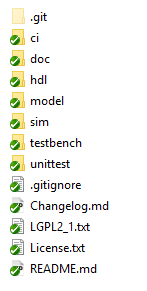 .git
ci
doc
hdl
model
sim
testbench
unittest
.gitignore
Changelog.md
LGPL2_1.txt
License.txt
README.md